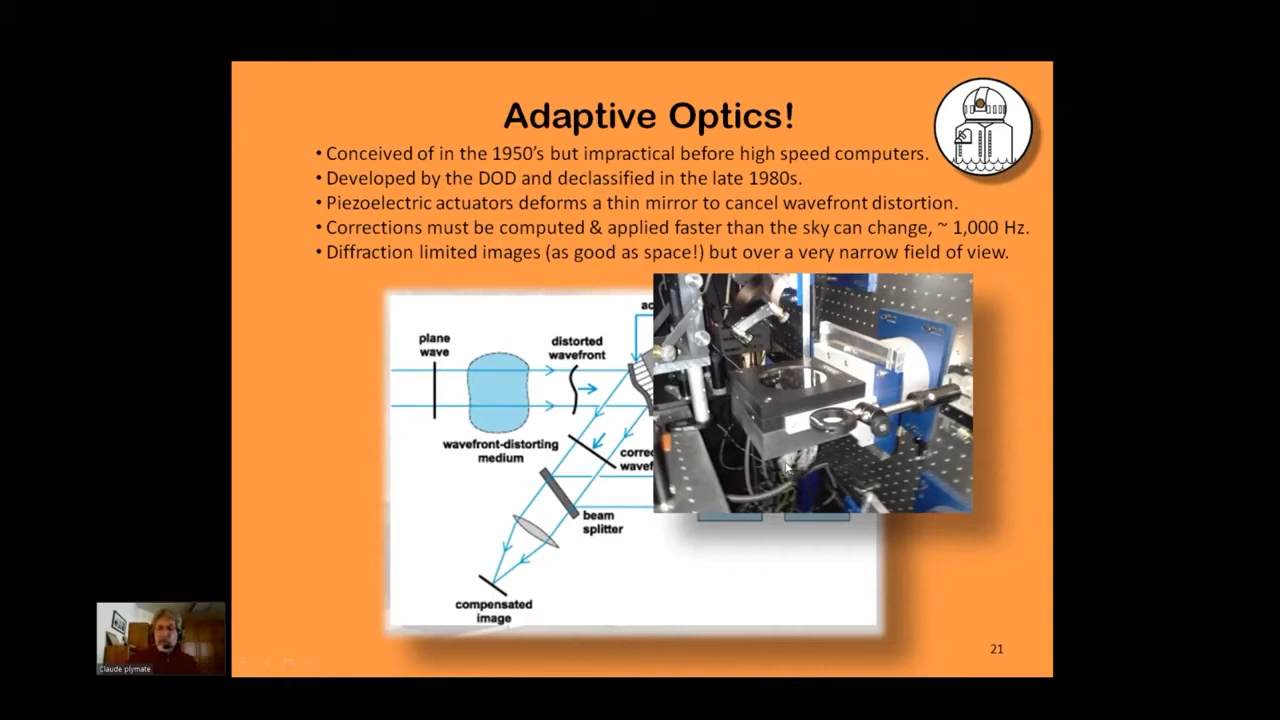 Adaptive Optics!
• Conceived of in the 1950’s but impractical before high speed computers.
• Developed by the DOD and declassified in the late 1980s.
• Piezoelectric actuators deforms a thin mirror to cancel wavefront distortion.
• Corrections must be computed & applied faster than the sky can change, ~ 1,000 Hz.
• Diffraction limited images (as good as space!) but over a very narrow field of view.
ac
plane
wave
distorted
wavefront
wavefront-distorting
medium
correc
wavef
beam
splitter
compensated
image
21
Claude plymate